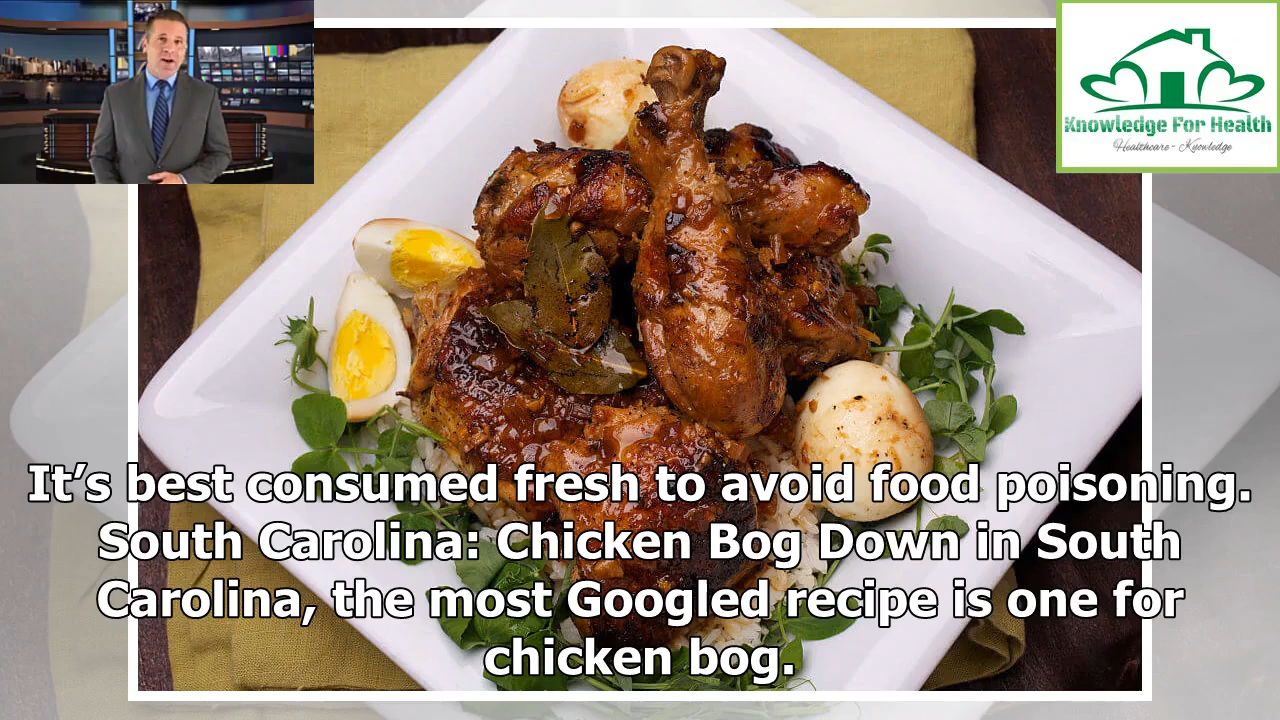 Knowledge For Health
Healthcare - Knowledge
It’s best consumed fresh to avoid food poisoning.
South Carolina: Chicken Bog Down in South
Carolina, the most Googled recipe is one for
chicken bog.